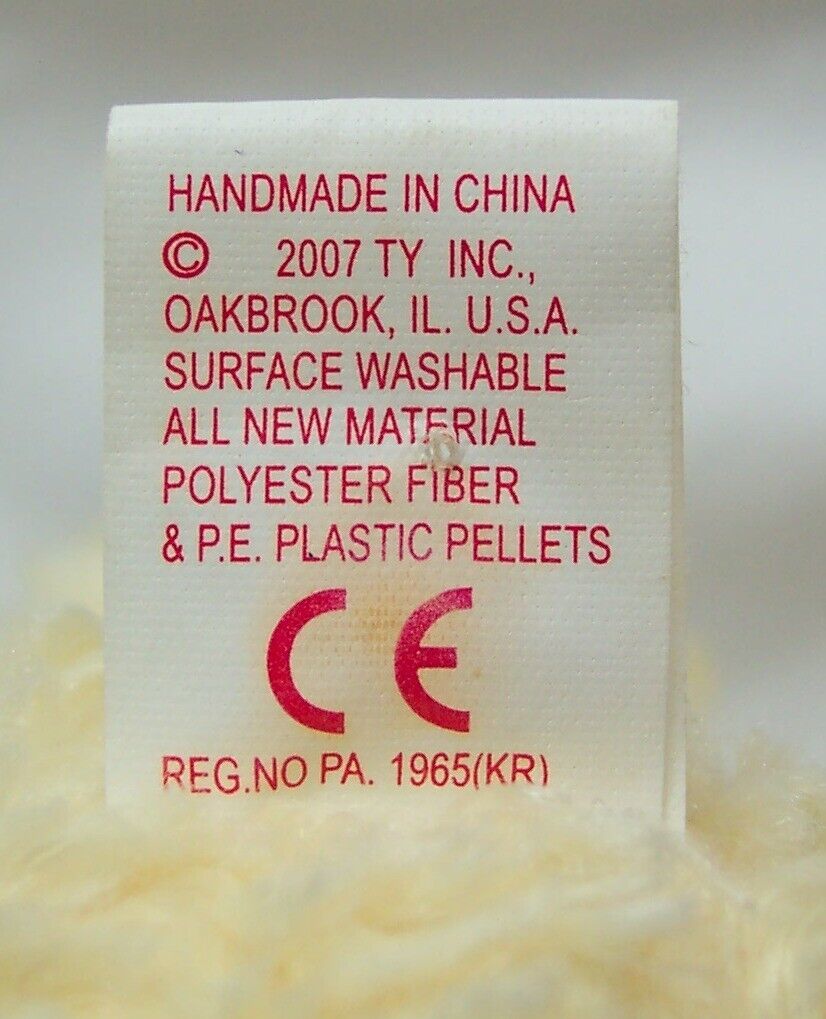 HANDMADE IN CHINA
© 2007 TY INC.,
OAKBROOK, IL. U.S.A.
SURFACE WASHABLE
ALL NEW MATERIAL
POLYESTER FIBER
& P.E. PLASTIC PELLETS
CE
REG.NO PA. 1965(KR)